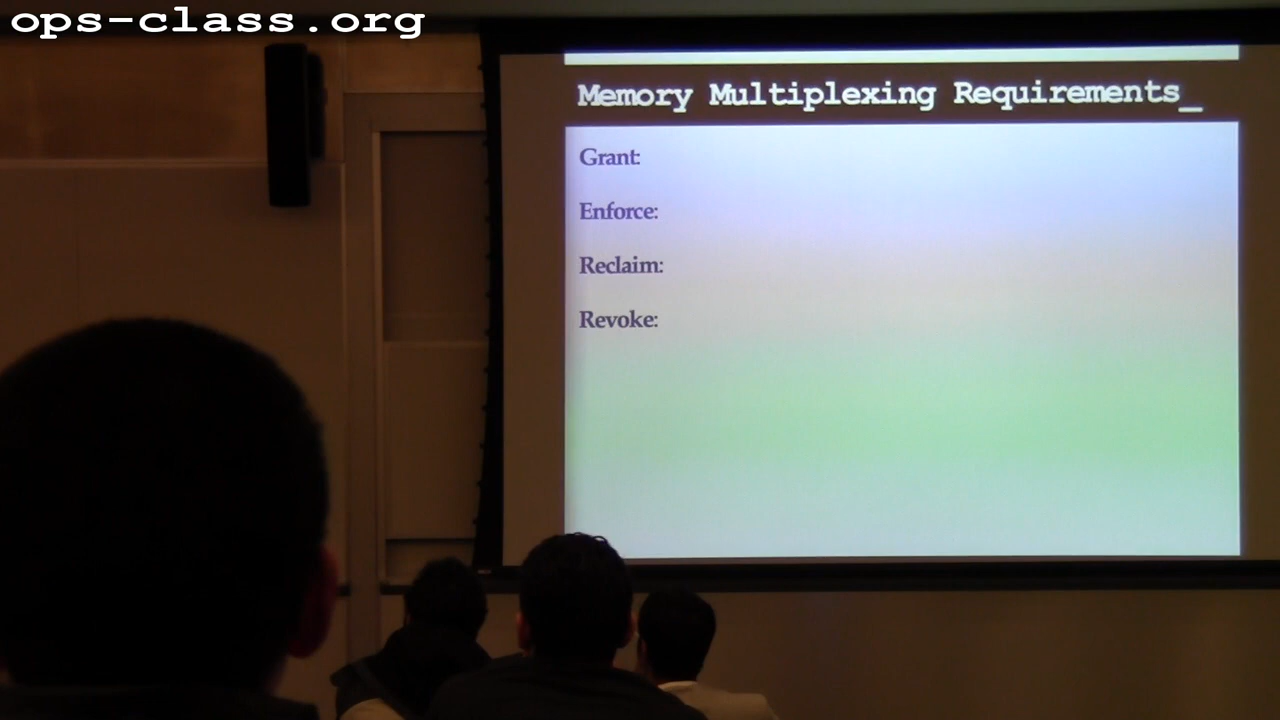 ops-class.org
Memory Multiplexing Requirements_
Grant:
Enforce:
Reclaim:
Revoke: